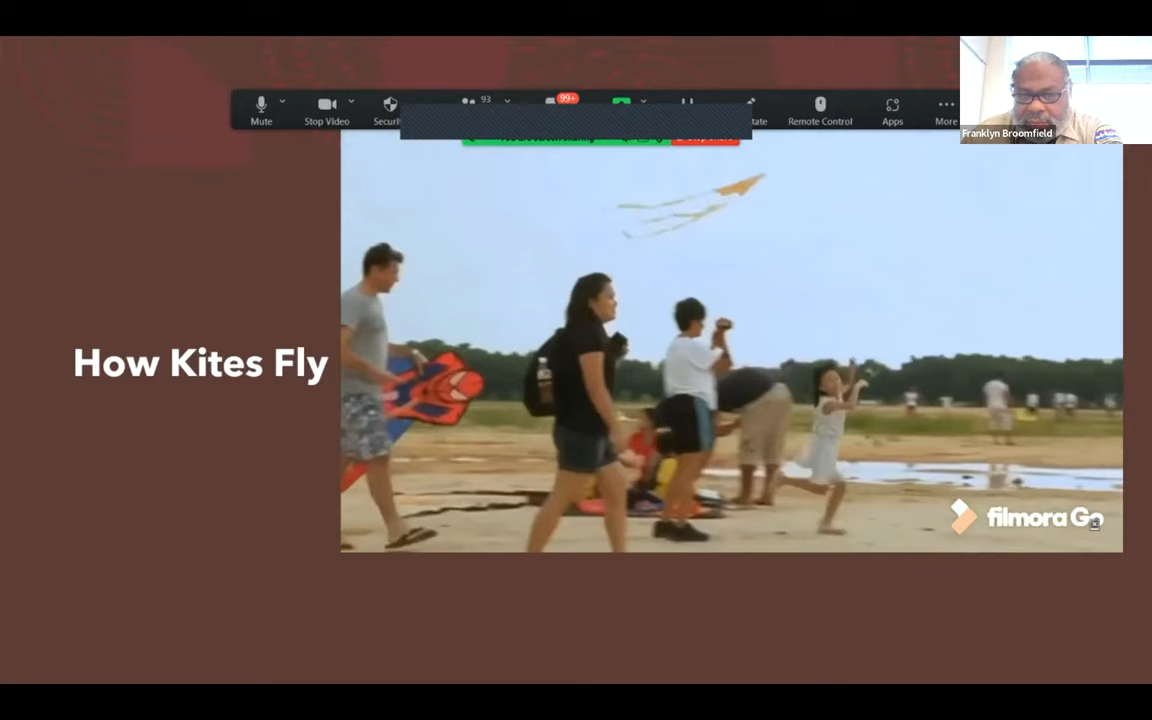 93
99+
Mute
Stop Video
Remote Control
Apps
More
Franklyn Broomfield
How Kites Fly
filmora Go